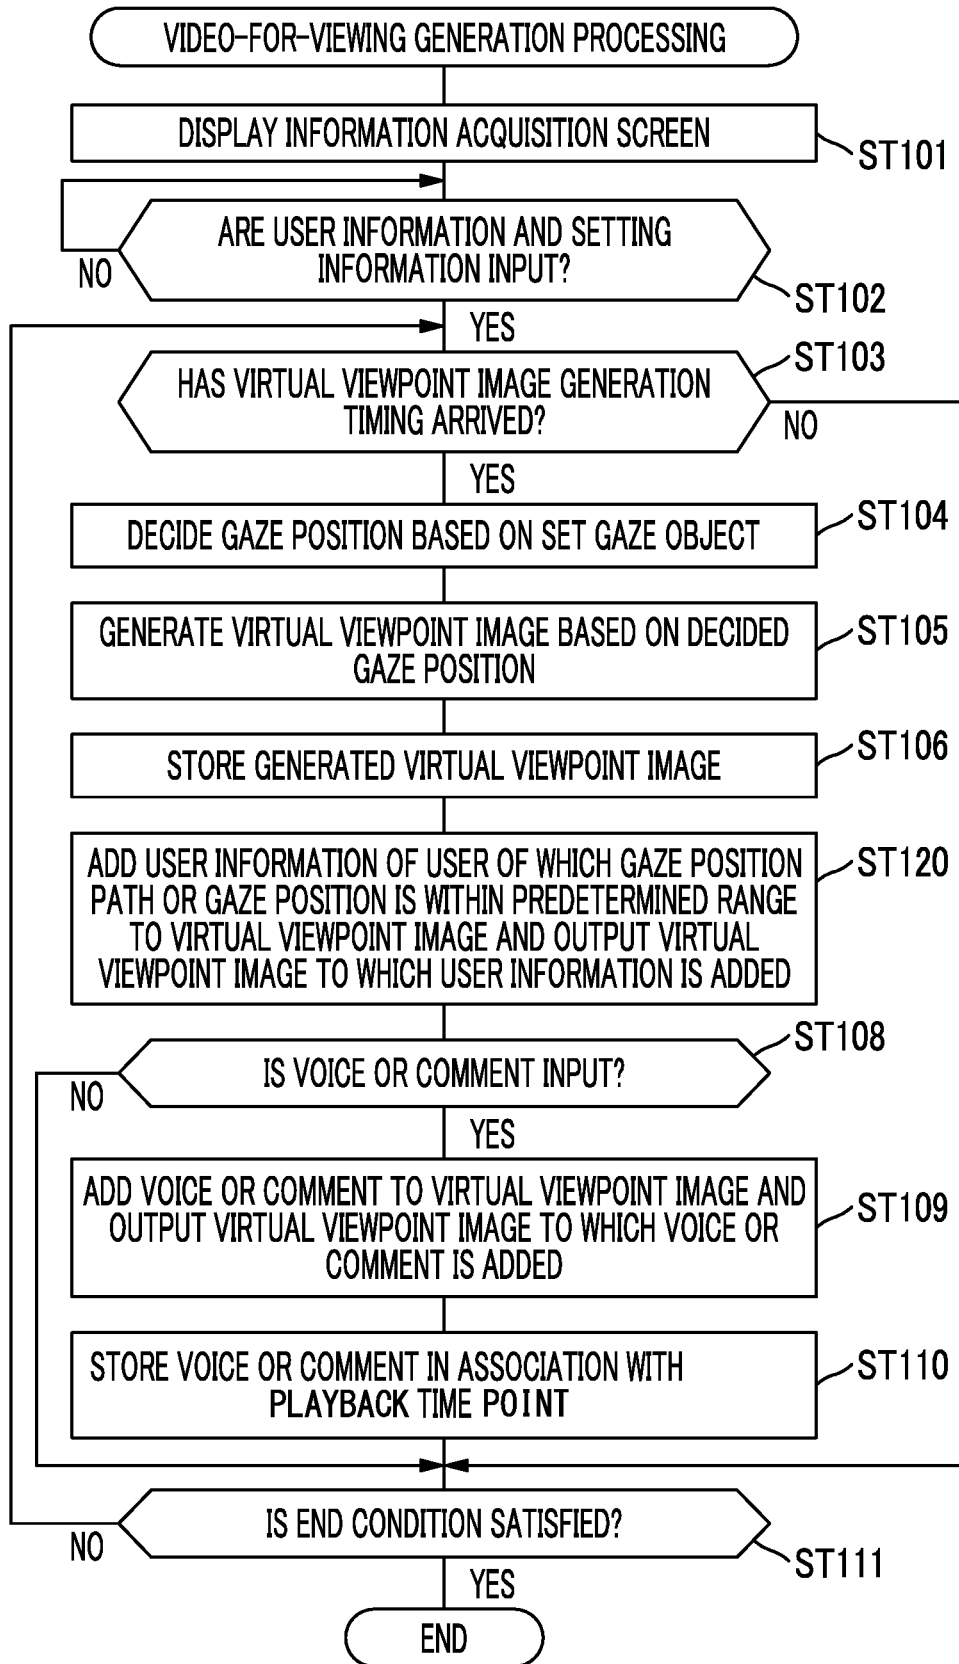 VIDEO-FOR-VIEWING GENERATION PROCESSING
DISPLAY INFORMATION ACQUISITION SCREEN
ST101
ARE USER INFORMATION AND SETTING
INFORMATION INPUT?
NO
ST102
YES
ST103
HAS VIRTUAL VIEWPOINT IMAGE GENERATION
TIMING ARRIVED?
NO
YES
ST104
DECIDE GAZE POSITION BASED ON SET GAZE OBJECT
GENERATE VIRTUAL VIEWPOINT IMAGE BASED ON DECIDED
GAZE POSITION
ST105
STORE GENERATED VIRTUAL VIEWPOINT IMAGE
ST106
ADD USER INFORMATION OF USER OF WHICH GAZE POSITION
PATH OR GAZE POSITION IS WITHIN PREDETERMINED RANGE
TO VIRTUAL VIEWPOINT IMAGE AND OUTPUT VIRTUAL
VIEWPOINT IMAGE TO WHICH USER INFORMATION IS ADDED
ST120
ST108
IS VOICE OR COMMENT INPUT?
NO
YES
ADD VOICE OR COMMENT TO VIRTUAL VIEWPOINT IMAGE AND
OUTPUT VIRTUAL VIEWPOINT IMAGE TO WHICH VOICE OR
COMMENT IS ADDED
ST109
STORE VOICE OR COMMENT IN ASSOCIATION WITH
PLAYBACK TIME POINT
ST110
IS END CONDITION SATISFIED?
NO
ST111
YES
END